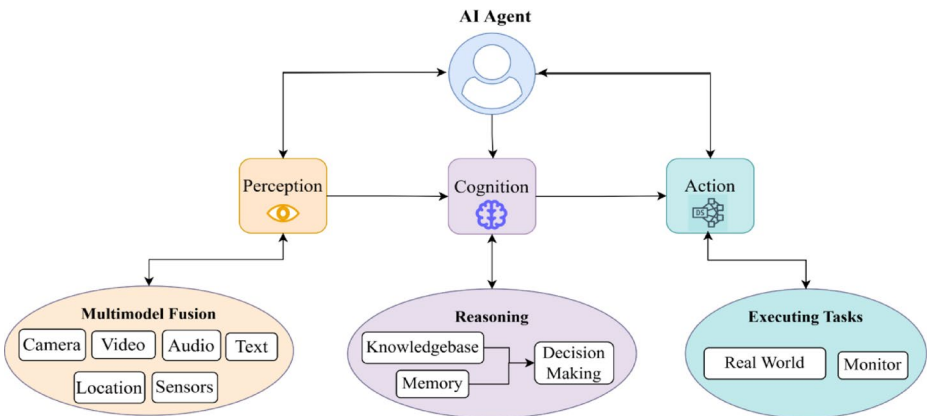 AI Agent
Perception
Cognition
Action
DS
Multimodel Fusion
Camera
Video
Audio
Text
Location
Sensors
Reasoning
Knowledgebase
Memory
Decision
Making
Executing Tasks
Real World
Monitor